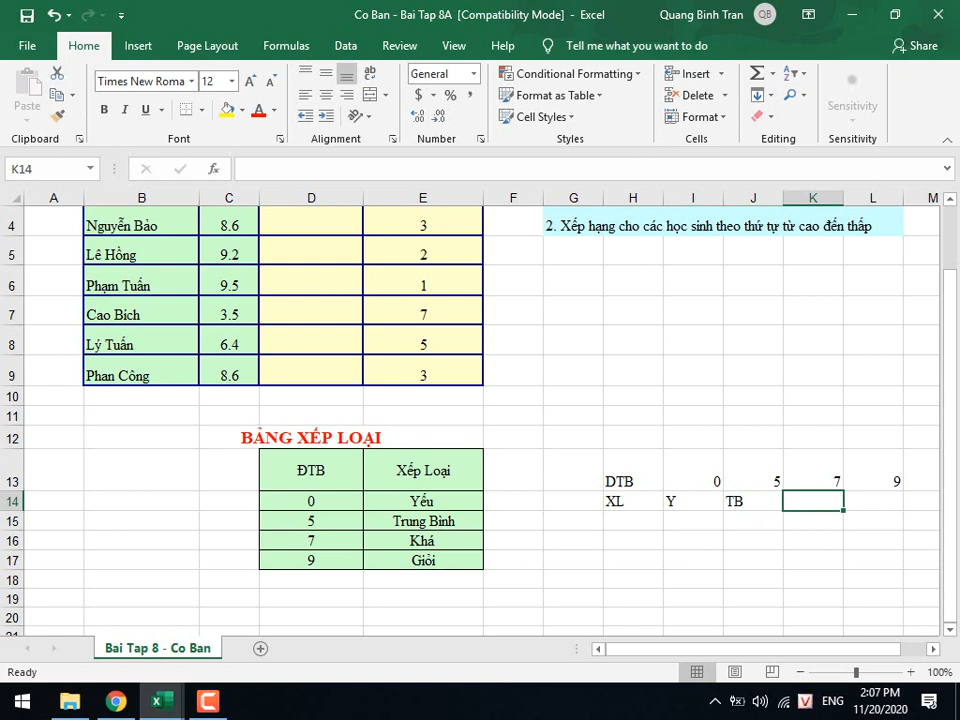 Co Ban - Bai Tap 8A [Compatibility Mode] - Excel
Quang Binh Tran QB
File Home Insert Page Layout Formulas Data Review View Help Tell me what you want to do Share
Paste
Clipboard
Times New Roma 12
B I U
Font
Alignment
General
$ % ,
Number
Conditional Formatting
Format as Table
Cell Styles
Styles
Insert
Delete
Format
Cells
Editing
Sensitivity
Sensitivity
K14 fx
A B C D E F G H I J K L M
4 Nguyễn Bảo 8.6 3 2. Xếp hạng cho các học sinh theo thứ tự từ cao đến thấp
5 Lê Hồng 9.2 2
6 Phạm Tuấn 9.5 1
7 Cao Bich 3.5 7
8 Lý Tuấn 6.4 5
9 Phan Công 8.6 3
10
11
12 BẢNG XẾP LOẠI
13 ĐTB Xếp Loại DTB 0 5 7 9
14 0 Yếu XL Y TB
15 5 Trung Bình
16 7 Khá
17 9 Giỏi
18
19
20
Bai Tap 8 - Co Ban
Ready 100%
ENG
2:07 PM
11/20/2020